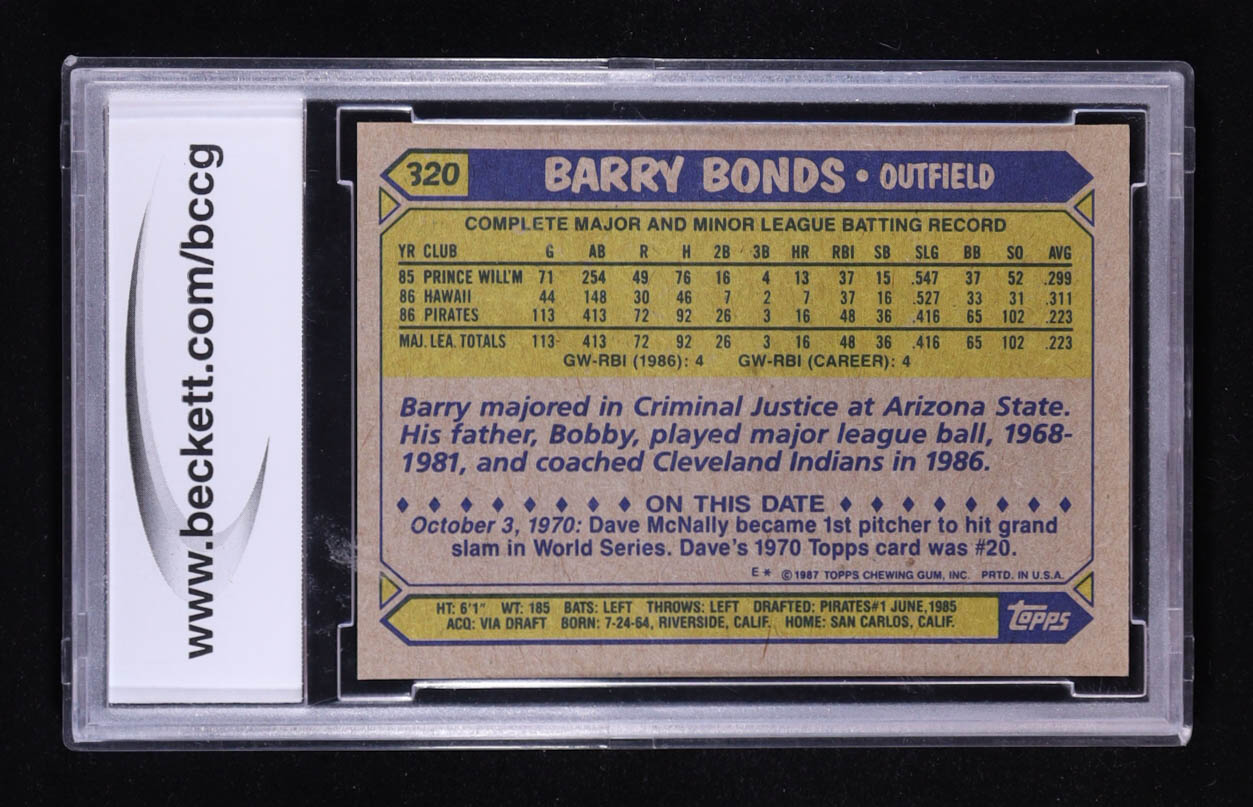 www.beckett.com/bccg
320 BARRY BONDS • OUTFIELD
COMPLETE MAJOR AND MINOR LEAGUE BATTING RECORD
YR CLUB G AB R H 2B 3B HR RBI SB SLG BB SO AVG
85 PRINCE WILL'M 71 254 49 76 16 4 13 37 15 .547 37 52 .299
86 HAWAII 44 148 30 46 7 2 7 37 16 .527 33 31 .311
86 PIRATES 113 413 72 92 26 3 16 48 36 .416 65 102 .223
MAJ. LEA. TOTALS 113 413 72 92 26 3 16 48 36 .416 65 102 .223
GW-RBI (1986): 4 GW-RBI (CAREER): 4
Barry majored in Criminal Justice at Arizona State.
His father, Bobby, played major league ball, 1968-
1981, and coached Cleveland Indians in 1986.
♦ ♦ ♦ ♦ ♦ ♦ ♦ ♦ ON THIS DATE ♦ ♦ ♦ ♦ ♦ ♦ ♦ ♦
October 3, 1970: Dave McNally became 1st pitcher to hit grand
slam in World Series. Dave's 1970 Topps card was #20.
E* ©1987 TOPPS CHEWING GUM, INC. PRTD. IN U.S.A.
HT: 6'1" WT: 185 BATS: LEFT THROWS: LEFT DRAFTED: PIRATES#1 JUNE,1985
ACQ: VIA DRAFT BORN: 7-24-64, RIVERSIDE, CALIF. HOME: SAN CARLOS, CALIF.
topps